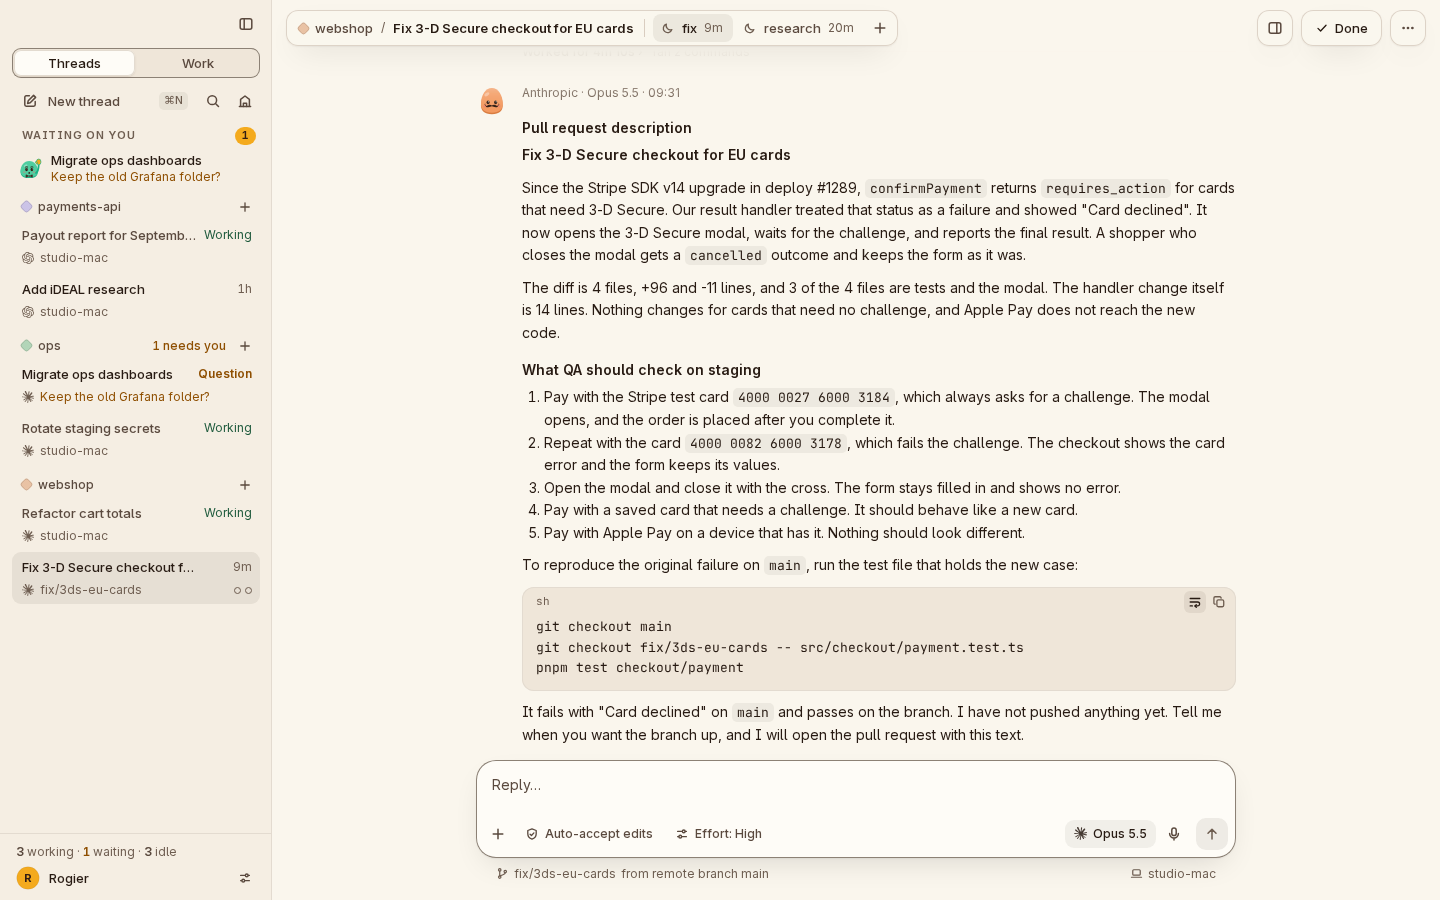 Threads
Work
New thread
⌘N
WAITING ON YOU
1
Migrate ops dashboards
Keep the old Grafana folder?
payments-api
Payout report for Septemb…
Working
studio-mac
Add iDEAL research
1h
studio-mac
ops
1 needs you
Migrate ops dashboards
Question
Keep the old Grafana folder?
Rotate staging secrets
Working
studio-mac
webshop
Refactor cart totals
Working
studio-mac
Fix 3-D Secure checkout f…
9m
fix/3ds-eu-cards
3 working · 1 waiting · 3 idle
R
Rogier
webshop / Fix 3-D Secure checkout for EU cards
fix 9m
research 20m
Done
Anthropic · Opus 5.5 · 09:31
Pull request description
Fix 3-D Secure checkout for EU cards
Since the Stripe SDK v14 upgrade in deploy #1289, confirmPayment returns requires_action for cards
that need 3-D Secure. Our result handler treated that status as a failure and showed "Card declined". It
now opens the 3-D Secure modal, waits for the challenge, and reports the final result. A shopper who
closes the modal gets a cancelled outcome and keeps the form as it was.
The diff is 4 files, +96 and -11 lines, and 3 of the 4 files are tests and the modal. The handler change itself
is 14 lines. Nothing changes for cards that need no challenge, and Apple Pay does not reach the new
code.
What QA should check on staging
1. Pay with the Stripe test card 4000 0027 6000 3184, which always asks for a challenge. The modal
opens, and the order is placed after you complete it.
2. Repeat with the card 4000 0082 6000 3178, which fails the challenge. The checkout shows the card
error and the form keeps its values.
3. Open the modal and close it with the cross. The form stays filled in and shows no error.
4. Pay with a saved card that needs a challenge. It should behave like a new card.
5. Pay with Apple Pay on a device that has it. Nothing should look different.
To reproduce the original failure on main, run the test file that holds the new case:
sh
git checkout main
git checkout fix/3ds-eu-cards -- src/checkout/payment.test.ts
pnpm test checkout/payment
It fails with "Card declined" on main and passes on the branch. I have not pushed anything yet. Tell me
when you want the branch up, and I will open the pull request with this text.
Reply…
Auto-accept edits
Effort: High
Opus 5.5
fix/3ds-eu-cards from remote branch main
studio-mac